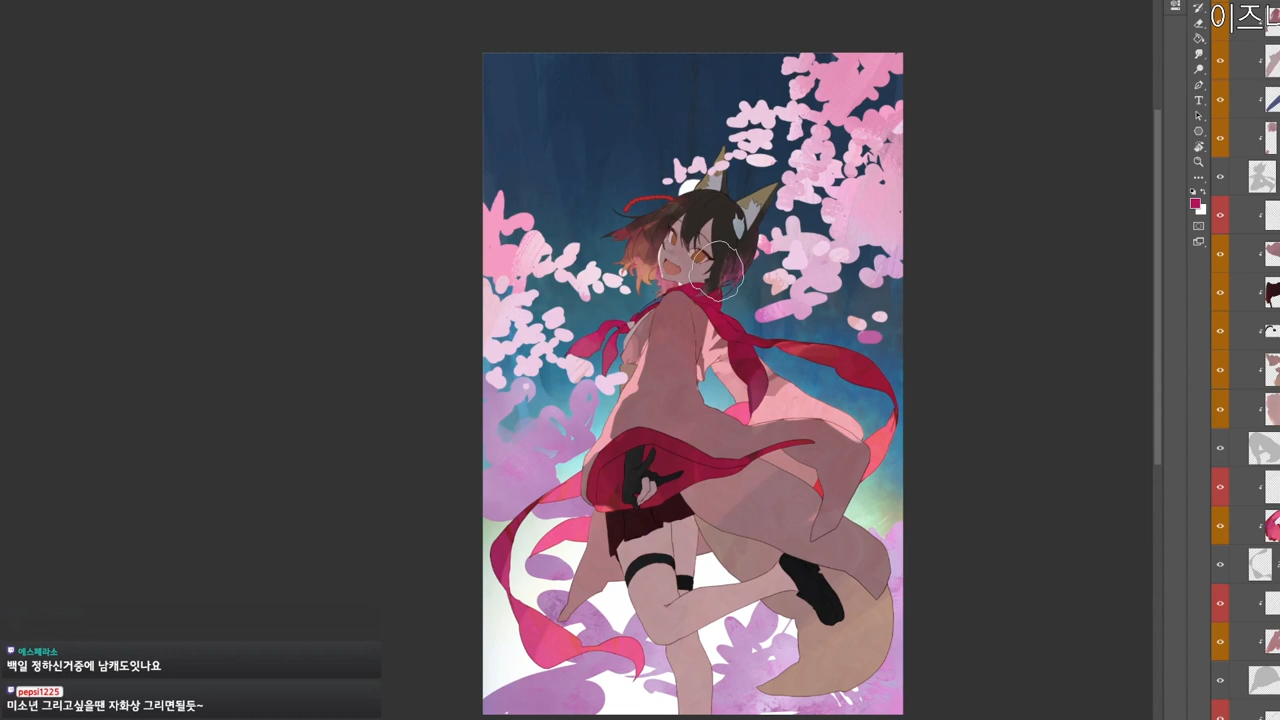 이즈
에스페라소
백일 정하신거중에 남캐도잇나요
pepsi1225
미소년 그리고싶을땐 자화상 그리면될듯~